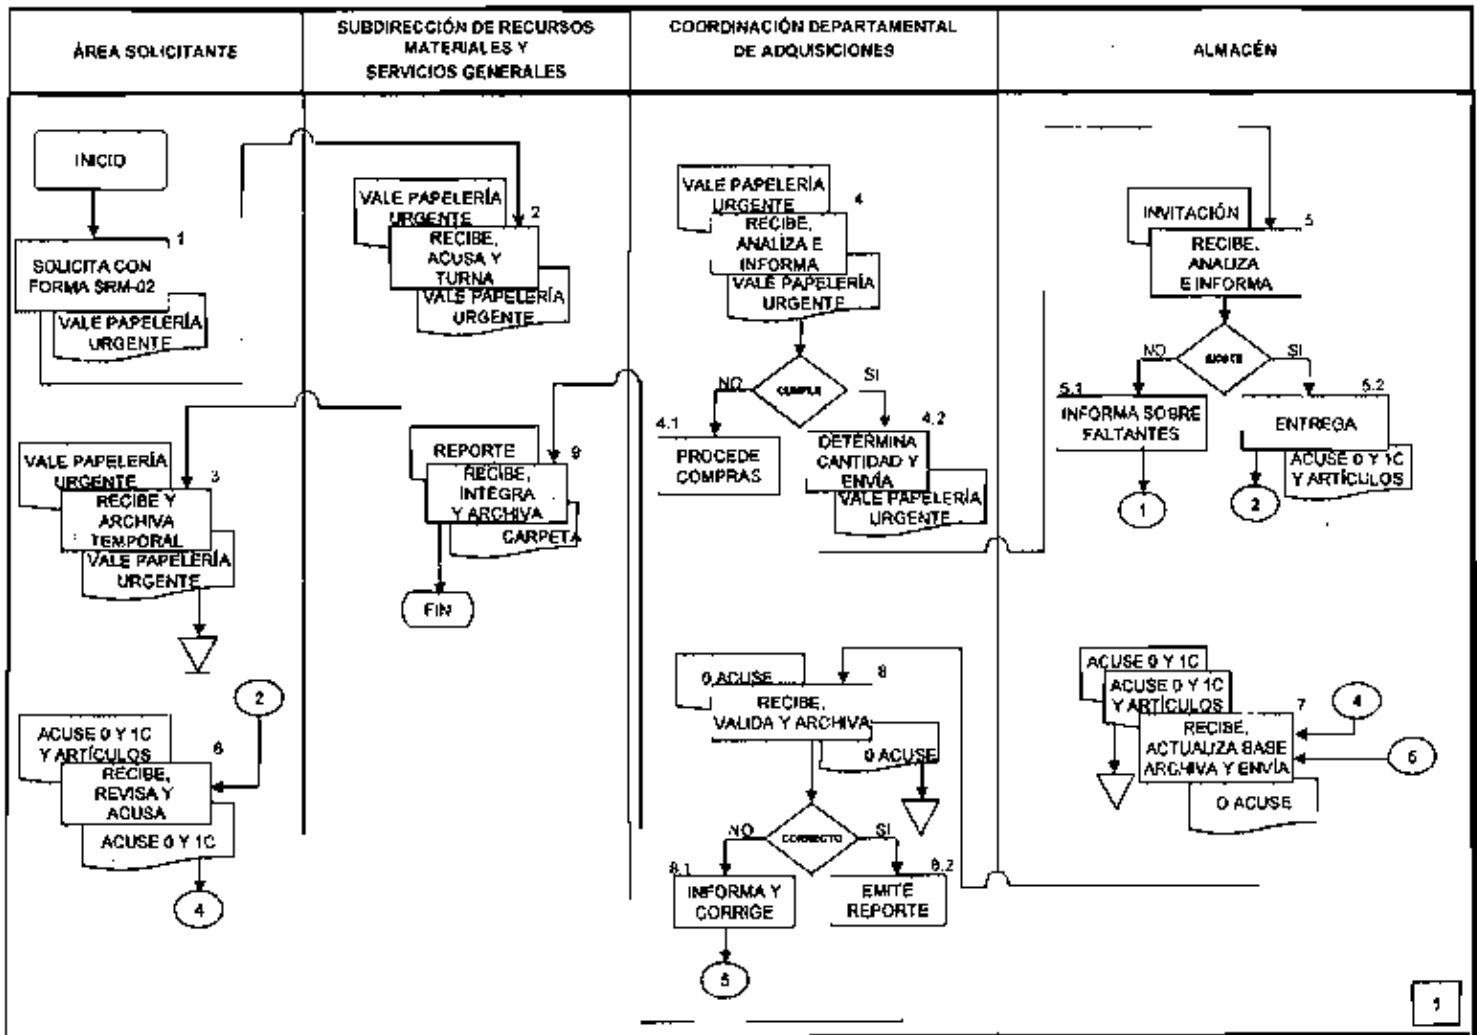 ÁREA SOLICITANTE
SUBDIRECCIÓN DE RECURSOS
MATERIALES Y
SERVICIOS GENERALES
COORDINACIÓN DEPARTAMENTAL
DE ADQUISICIONES
ALMACÉN
INICIO
1
SOLICITA CON
FORMA SRM-02
VALE PAPELERÍA
URGENTE
VALE PAPELERÍA
URGENTE
2
RECIBE,
ACUSA Y
TURNA
VALE PAPELERÍA
URGENTE
VALE PAPELERÍA
URGENTE
4
RECIBE,
ANALIZA E
INFORMA
VALE PAPELERÍA
URGENTE
CUMPLE
NO
SI
4.1
PROCEDE
COMPRAS
4.2
DETERMINA
CANTIDAD Y
ENVÍA
VALE PAPELERÍA
URGENTE
INVITACIÓN
5
RECIBE,
ANALIZA
E INFORMA
NO
SI
5.1
INFORMA SOBRE
FALTANTES
5.2
ENTREGA
ACUSE 0 Y 1C
Y ARTÍCULOS
1
2
VALE PAPELERÍA
URGENTE
3
RECIBE Y
ARCHIVA
TEMPORAL
VALE PAPELERÍA
URGENTE
REPORTE
9
RECIBE,
INTEGRA
Y ARCHIVA
CARPETA
FIN
2
ACUSE 0 Y 1C
Y ARTÍCULOS
6
RECIBE,
REVISA Y
ACUSA
ACUSE 0 Y 1C
4
0 ACUSE
8
RECIBE,
VALIDA Y ARCHIVA
0 ACUSE
CORRECTO
NO
SI
8.1
INFORMA Y
CORRIGE
8.2
EMITE
REPORTE
5
ACUSE 0 Y 1C
ACUSE 0 Y 1C
Y ARTÍCULOS
7
RECIBE,
ACTUALIZA BASE
ARCHIVA Y ENVÍA
O ACUSE
4
5
1